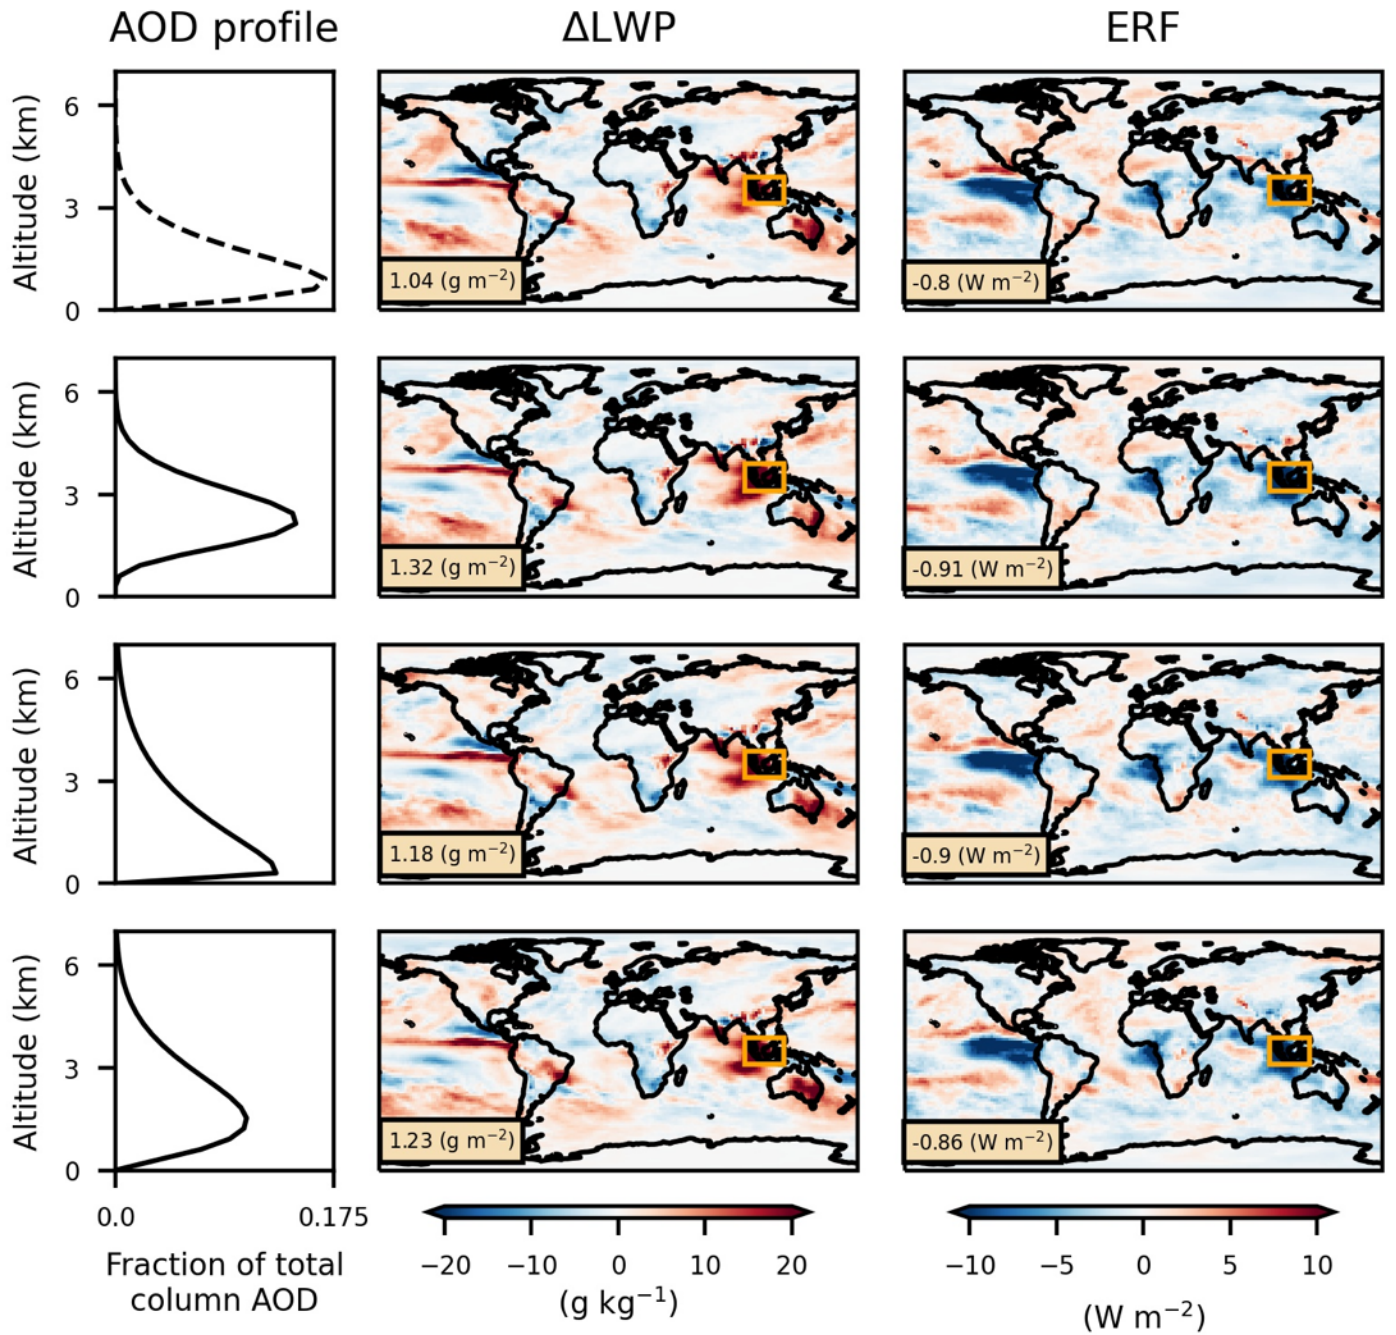 AOD profile
ΔLWP
ERF
Altitude (km)
6
3
0
1.04 (g m⁻²)
-0.8 (W m⁻²)
Altitude (km)
6
3
0
1.32 (g m⁻²)
-0.91 (W m⁻²)
Altitude (km)
6
3
0
1.18 (g m⁻²)
-0.9 (W m⁻²)
Altitude (km)
6
3
0
1.23 (g m⁻²)
-0.86 (W m⁻²)
0.0 0.175
Fraction of total
column AOD
−20 −10 0 10 20
(g kg⁻¹)
−10 −5 0 5 10
(W m⁻²)